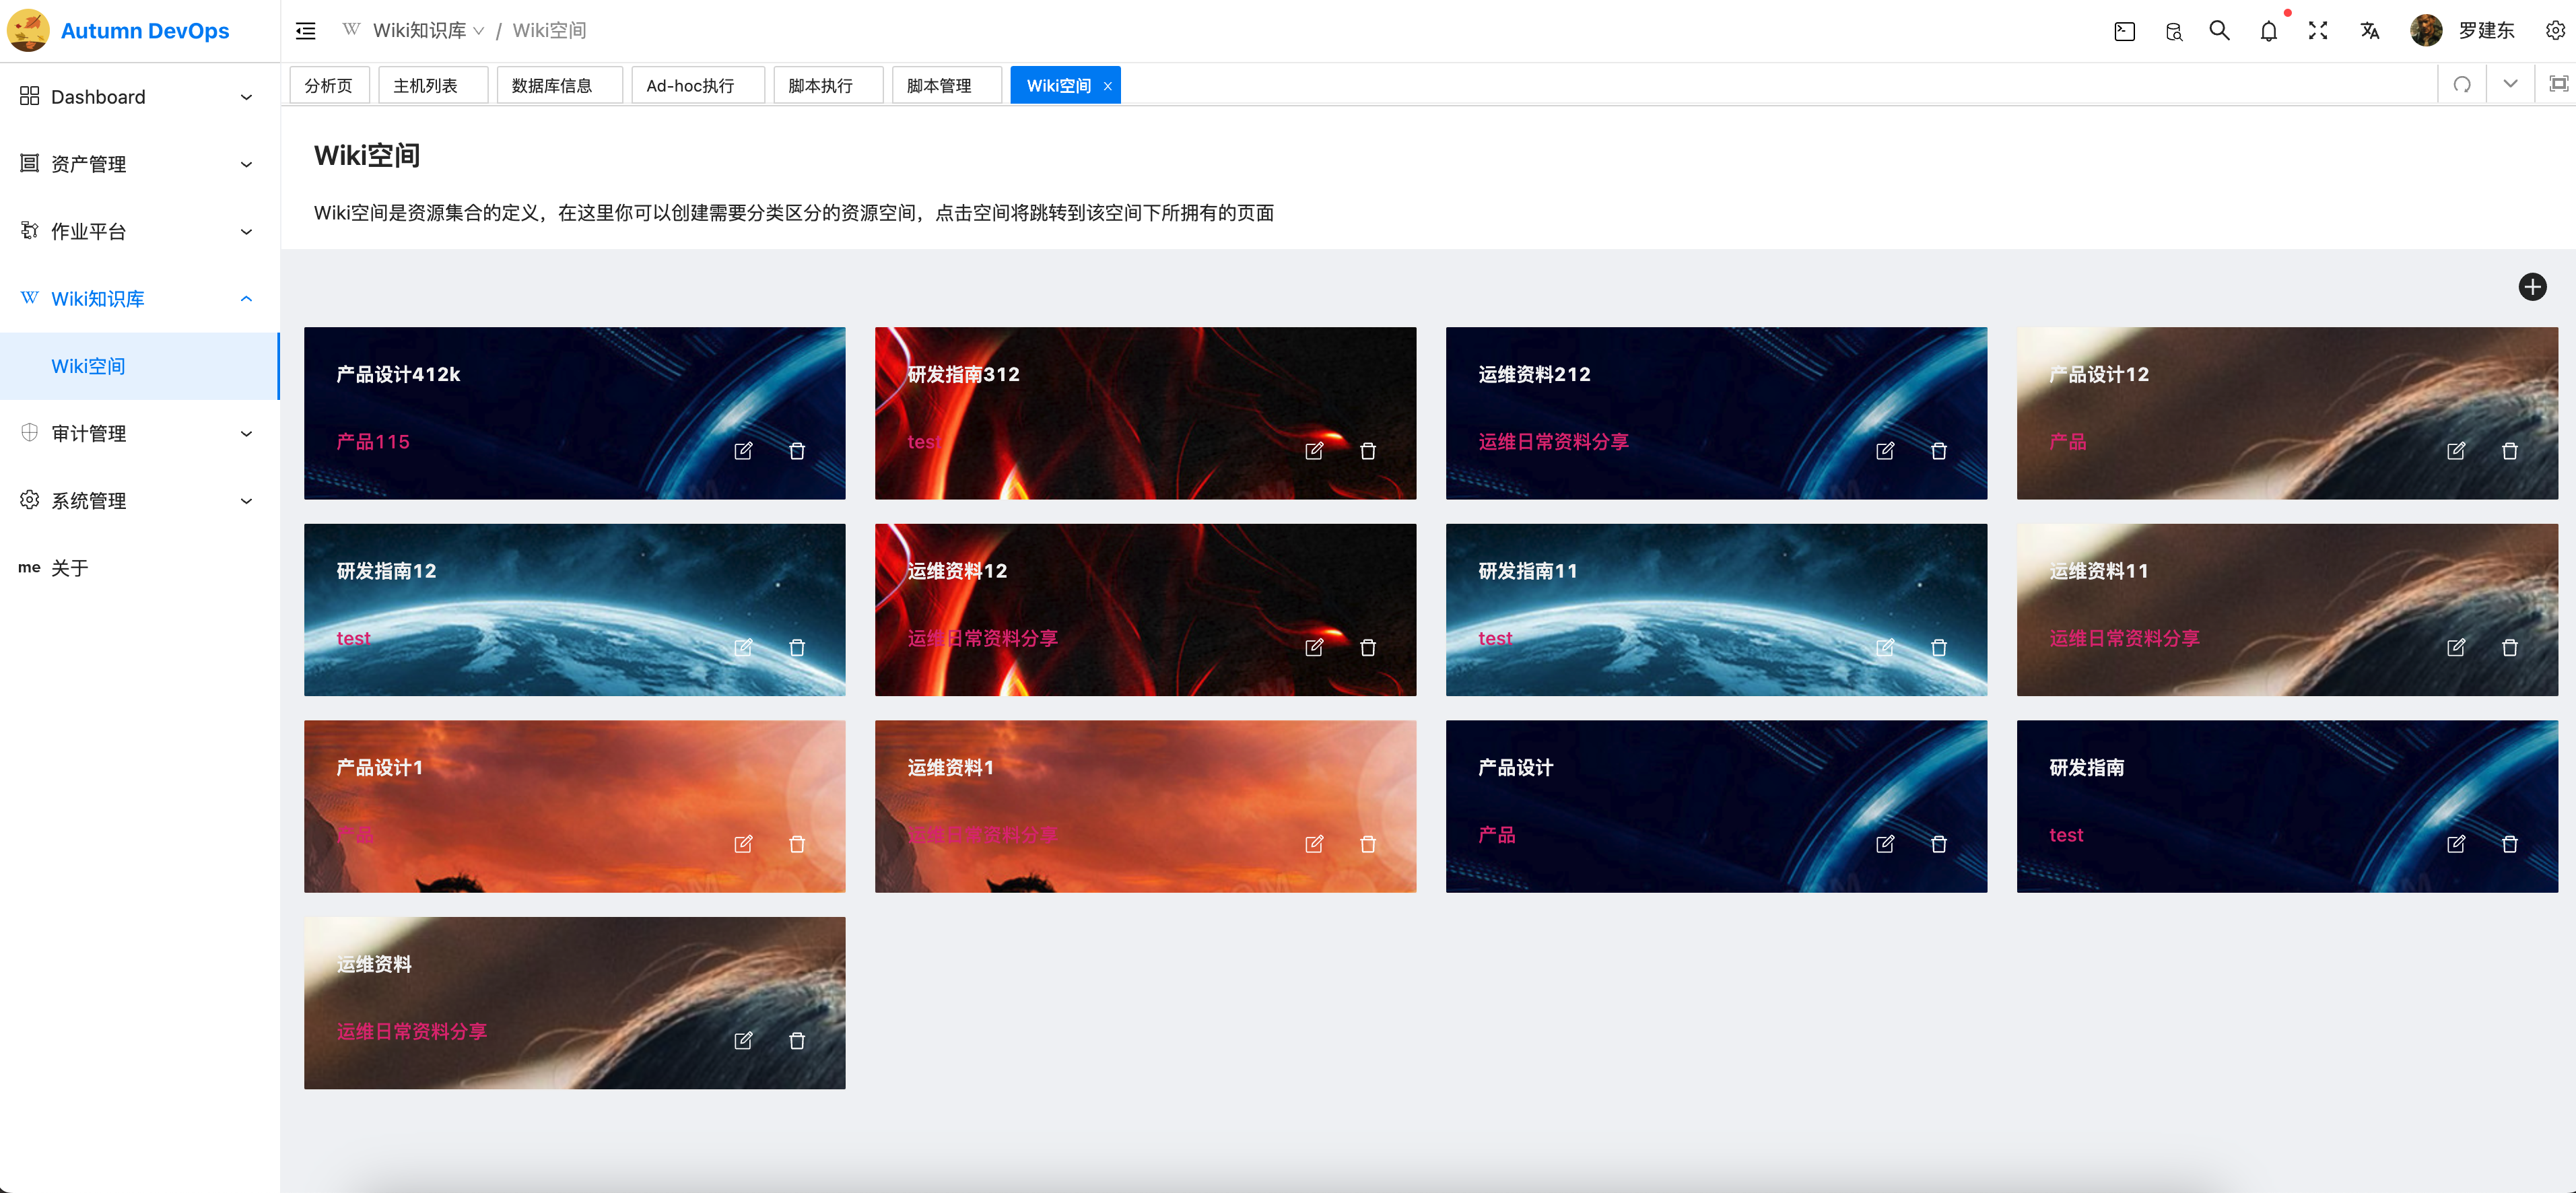 Autumn DevOps
Wiki知识库 / Wiki空间
罗建东
Dashboard
资产管理
作业平台
Wiki知识库
Wiki空间
审计管理
系统管理
me 关于
分析页 主机列表 数据库信息 Ad-hoc执行 脚本执行 脚本管理 Wiki空间
Wiki空间
Wiki空间是资源集合的定义，在这里你可以创建需要分类区分的资源空间，点击空间将跳转到该空间下所拥有的页面
产品设计412k
产品115
研发指南312
test
运维资料212
运维日常资料分享
产品设计12
产品
研发指南12
test
运维资料12
运维日常资料分享
研发指南11
test
运维资料11
运维日常资料分享
产品设计1
产品
运维资料1
运维日常资料分享
产品设计
产品
研发指南
test
运维资料
运维日常资料分享